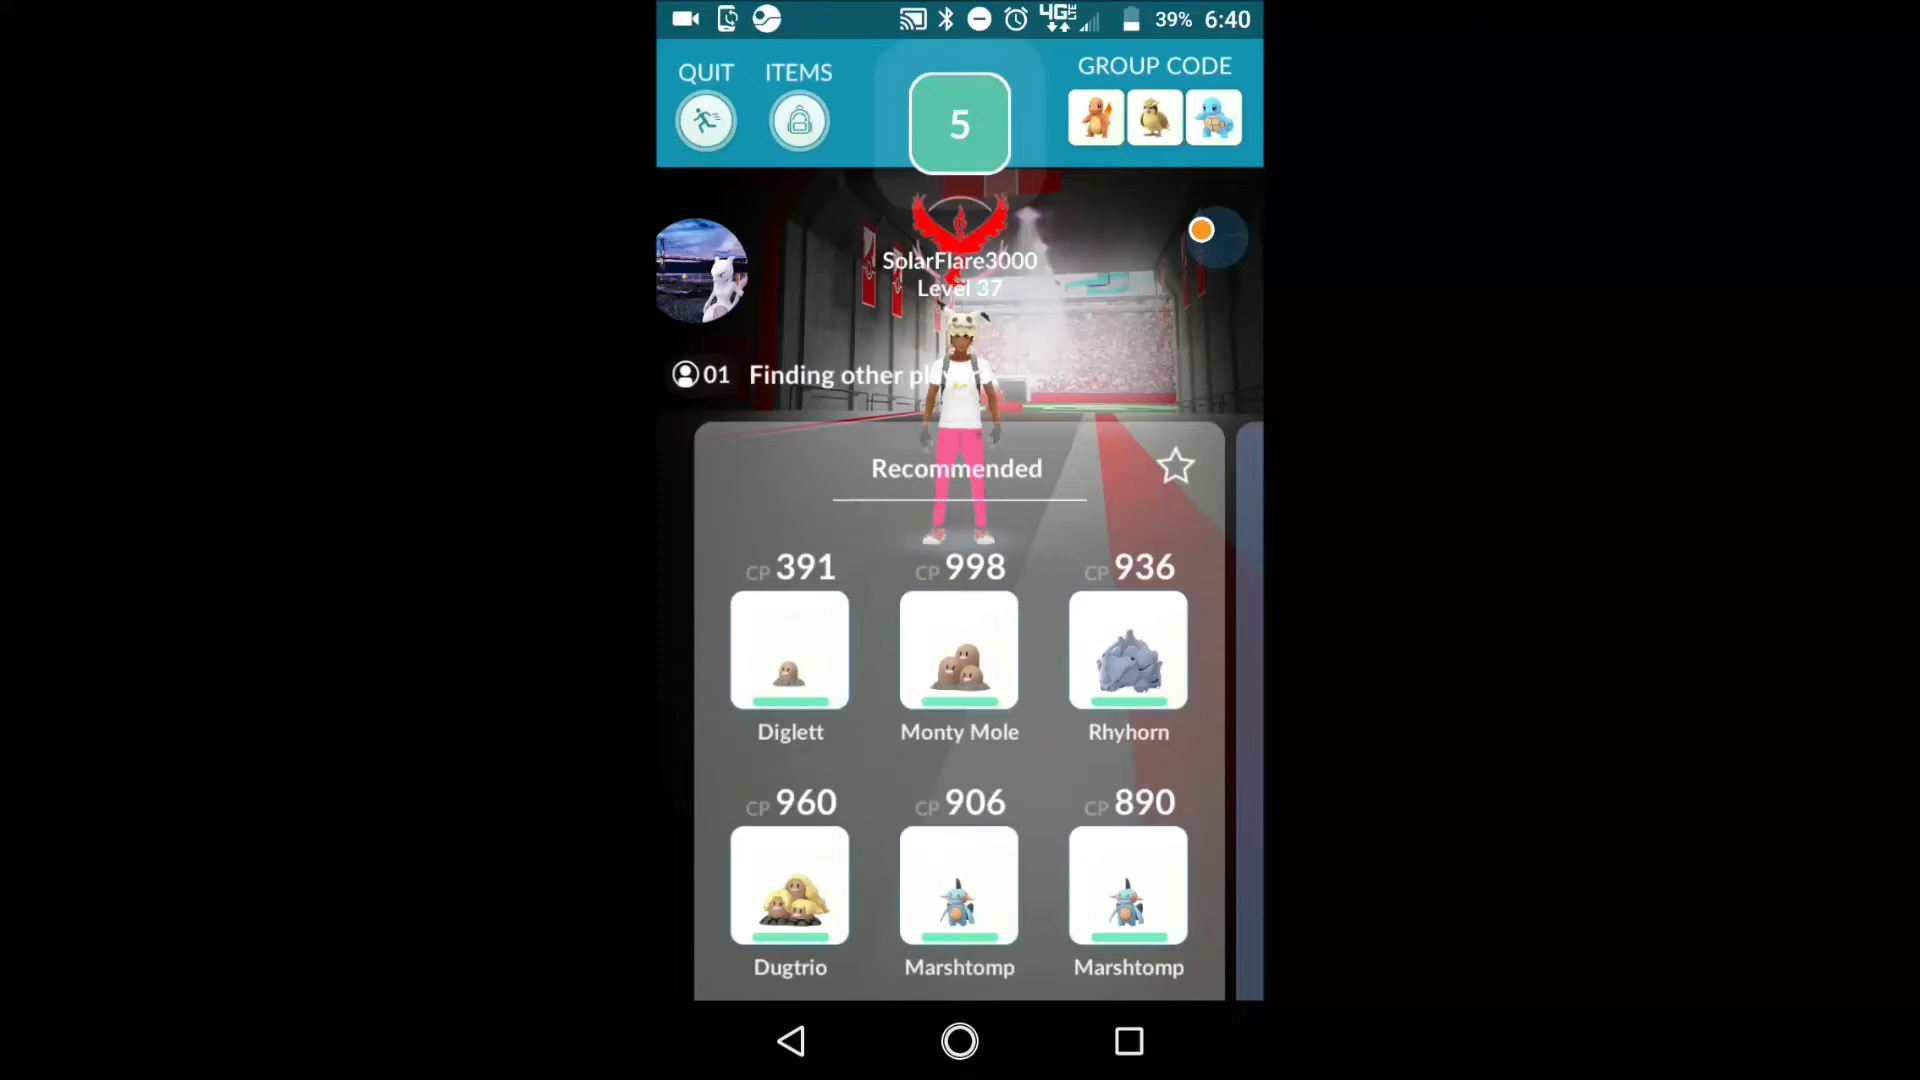 39% 6:40
QUIT ITEMS
GROUP CODE
5
SolarFlare3000
Level 37
01 Finding other
Recommended
CP 391 CP 998 CP 936
Diglett Monty Mole Rhyhorn
CP 960 CP 906 CP 890
Dugtrio Marshtomp Marshtomp